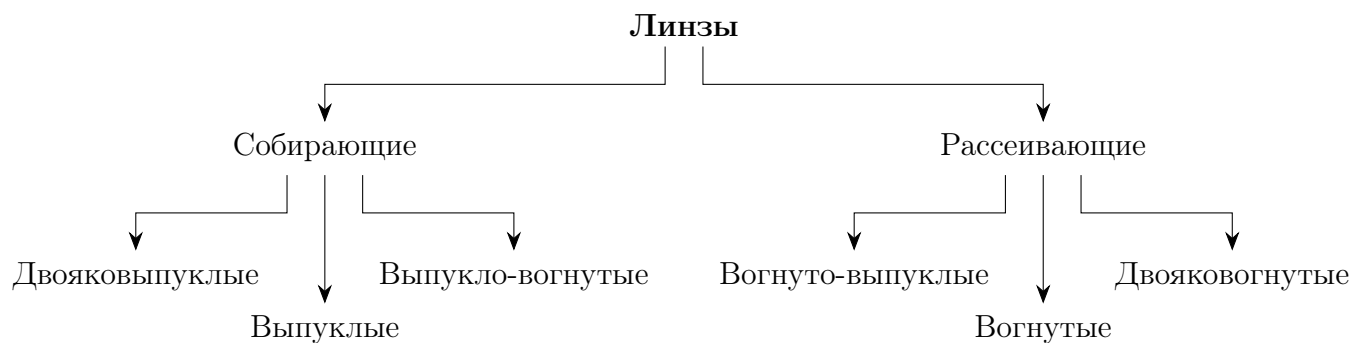 Линзы
Собирающие
Рассеивающие
Двояковыпуклые
Выпукло-вогнутые
Вогнуто-выпуклые
Двояковогнутые
Выпуклые
Вогнутые